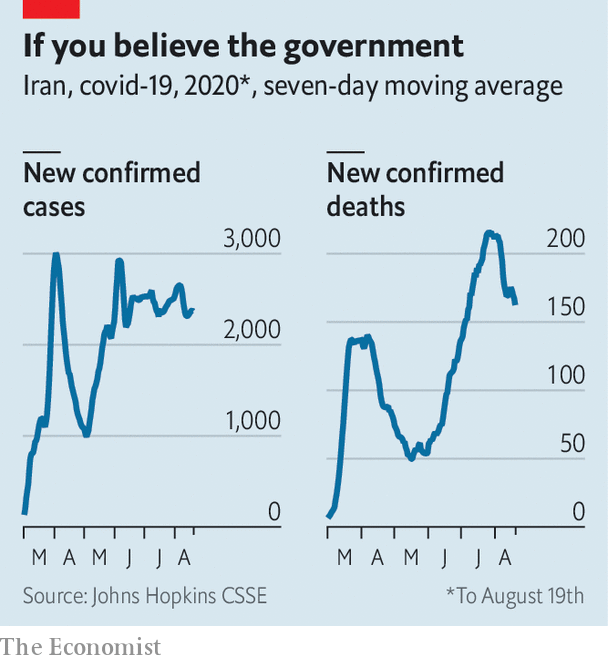 If you believe the government
Iran, covid-19, 2020*, seven-day moving average
New confirmed
cases
3,000
2,000
1,000
0
M A M J J A
New confirmed
deaths
200
150
100
50
0
M A M J J A
Source: Johns Hopkins CSSE
*To August 19th
The Economist